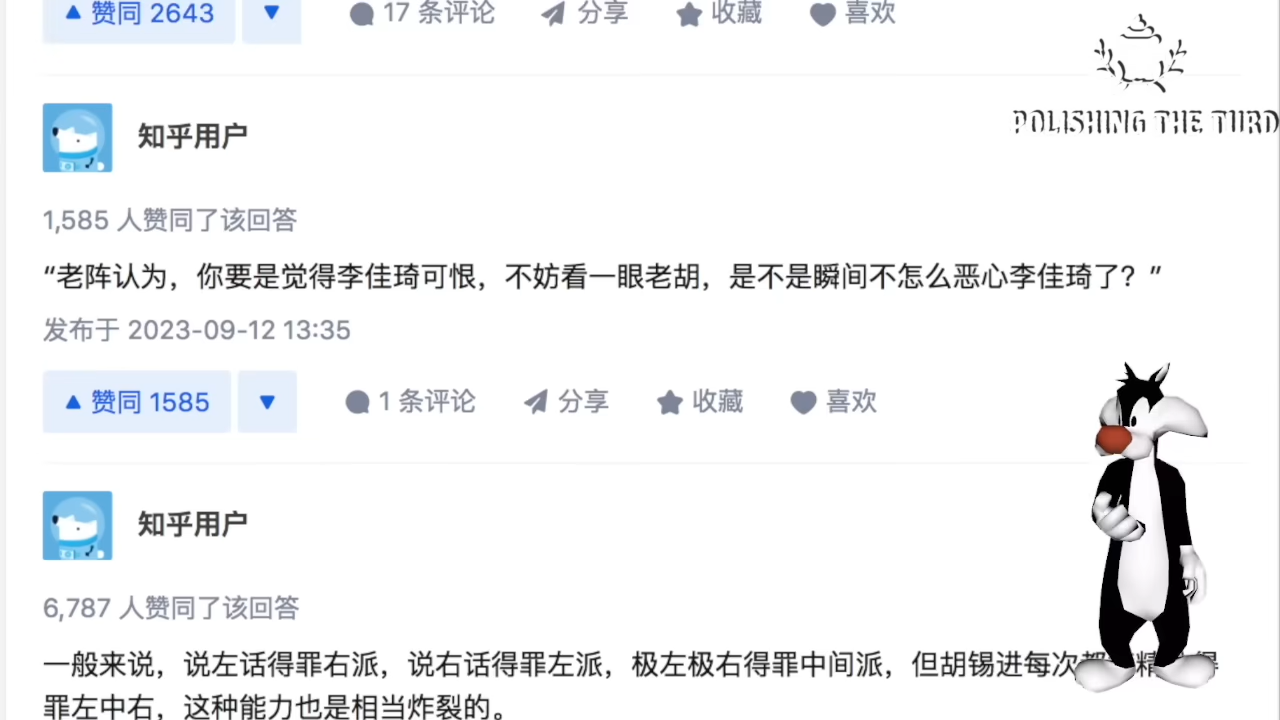 赞同 2643 17 条评论 分享 收藏 喜欢
POLISHING THE TURD
知乎用户
1,585 人赞同了该回答
“老阵认为，你要是觉得李佳琦可恨，不妨看一眼老胡，是不是瞬间不怎么恶心李佳琦了？”
发布于 2023-09-12 13:35
赞同 1585 1 条评论 分享 收藏 喜欢
知乎用户
6,787 人赞同了该回答
一般来说，说左话得罪右派，说右话得罪左派，极左极右得罪中间派，但胡锡进每次都 精 得
罪左中右，这种能力也是相当炸裂的。